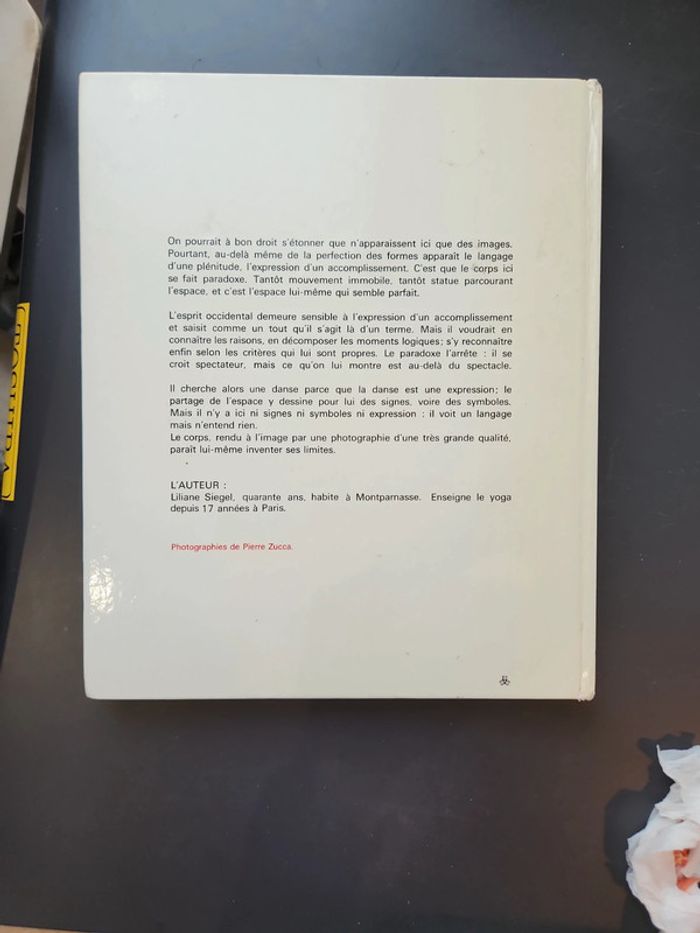 On pourrait à bon droit s'étonner que n'apparaissent ici que des images.
Pourtant, au-delà même de la perfection des formes apparaît le langage
d'une plénitude, l'expression d'un accomplissement. C'est que le corps ici
se fait paradoxe. Tantôt mouvement immobile, tantôt statue parcourant
l'espace, et c'est l'espace lui-même qui semble parfait.
L'esprit occidental demeure sensible à l'expression d'un accomplissement
et saisit comme un tout qu'il s'agit là d'un terme. Mais il voudrait en
connaître les raisons, en décomposer les moments logiques; s'y reconnaître
enfin selon les critères qui lui sont propres. Le paradoxe l'arrête : il se
croit spectateur, mais ce qu'on lui montre est au-delà du spectacle.
Il cherche alors une danse parce que la danse est une expression; le
partage de l'espace y dessine pour lui des signes, voire des symboles.
Mais il n'y a ici ni signes ni symboles ni expression : il voit un langage
mais n'entend rien.
Le corps, rendu à l'image par une photographie d'une très grande qualité,
paraît lui-même inventer ses limites.
L'AUTEUR :
Liliane Siegel, quarante ans, habite à Montparnasse. Enseigne le yoga
depuis 17 années à Paris.
Photographies de Pierre Zucca.